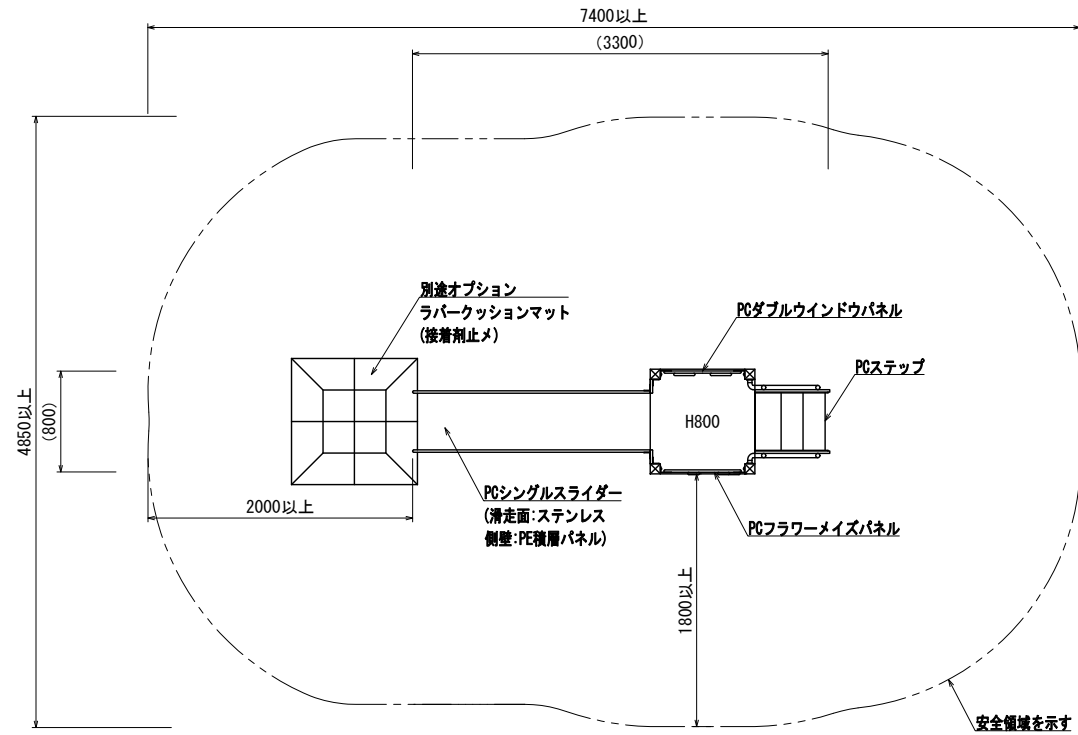 7400以上
(3300)
別途オプション
ラバークッションマット
(接着剤止メ)
PCダブルウインドウパネル
PCステップ
4850以上
(800)
H800
2000以上
PCシングルスライダー
(滑走面:ステンレス
側壁:PE積層パネル)
PCフラワーメイズパネル
1800以上
安全領域を示す